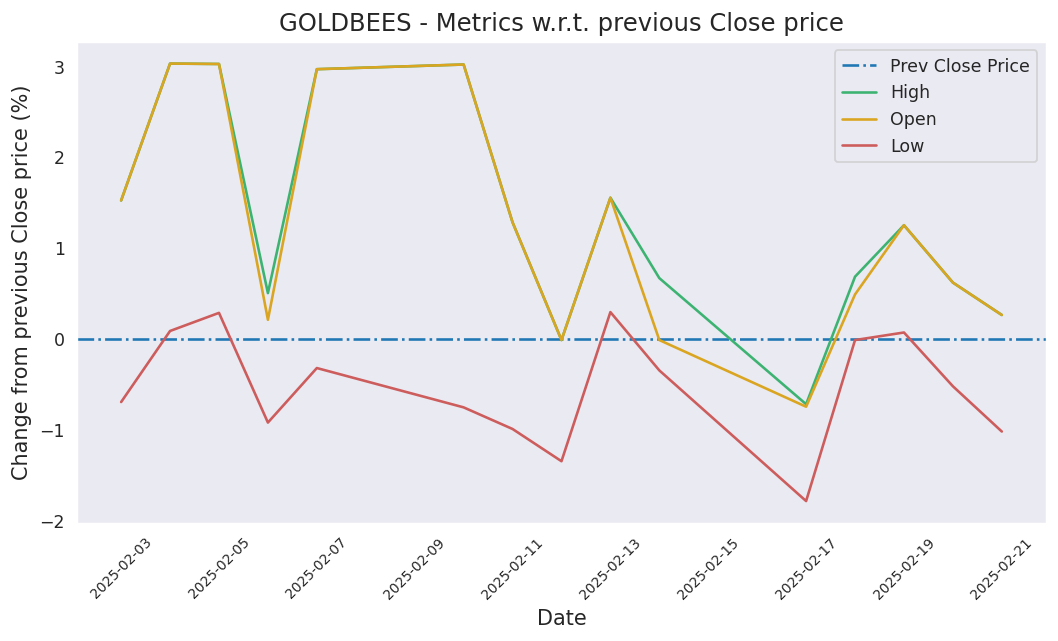 GOLDBEES - Metrics w.r.t. previous Close price
Change from previous Close price (%)
3
2
1
0
−1
−2
Prev Close Price
High
Open
Low
2025-02-03
2025-02-05
2025-02-07
2025-02-09
2025-02-11
2025-02-13
2025-02-15
2025-02-17
2025-02-19
2025-02-21
Date